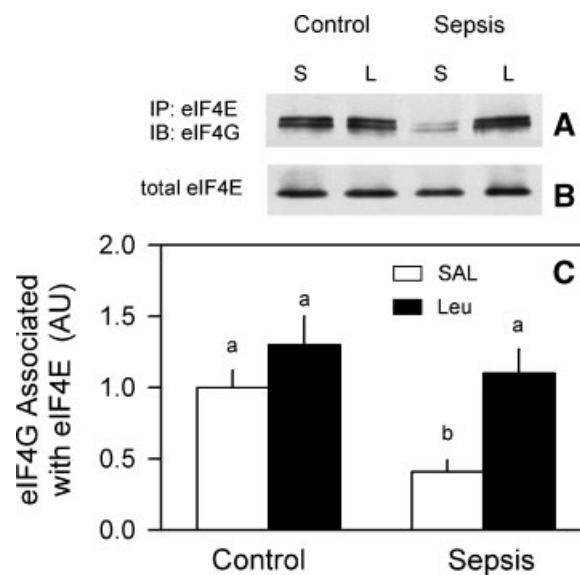 Control Sepsis
S L S L
IP: eIF4E
IB: eIF4G
A
total eIF4E
B
2.0
1.5
1.0
0.5
0.0
eIF4G Associated
with eIF4E (AU)
SAL
Leu
C
a a b a
Control Sepsis